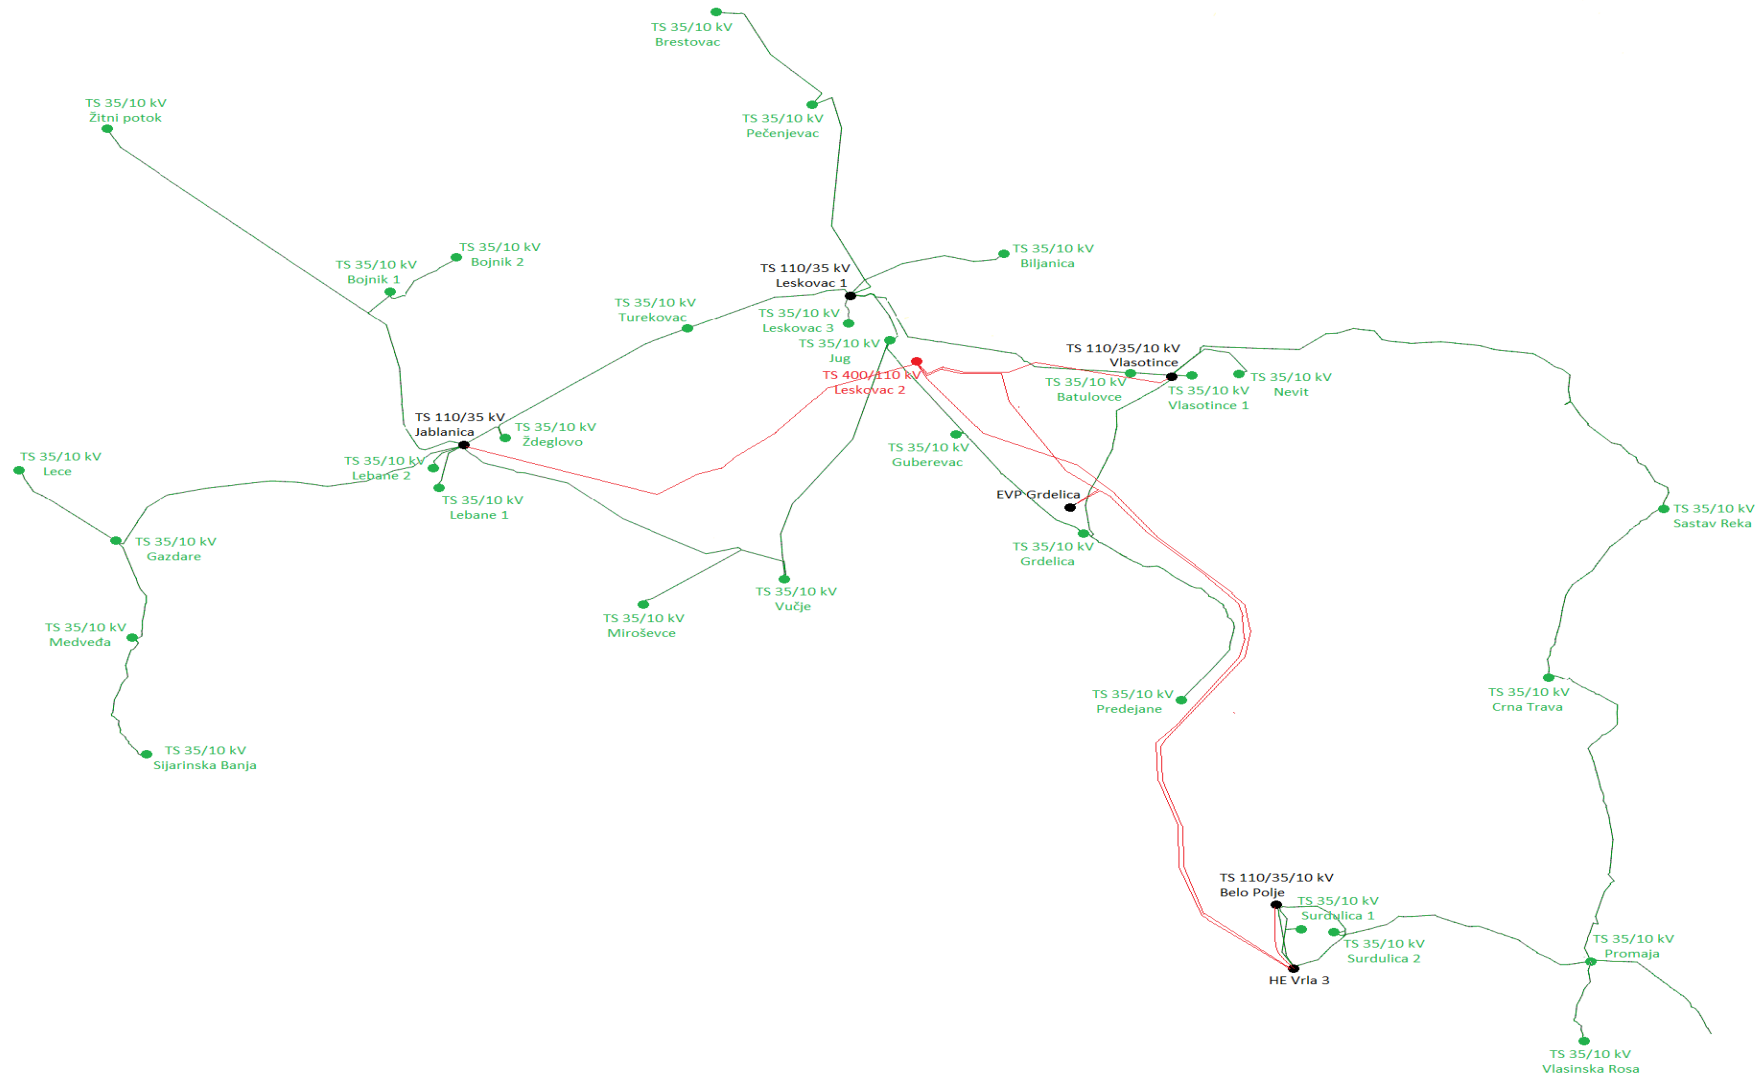 TS 35/10 kV
Brestovac
TS 35/10 kV
Žitni potok
TS 35/10 kV
Pečenjevac
TS 35/10 kV
Bojnik 2
TS 35/10 kV
Bojnik 1
TS 35/10 kV
Biljanica
TS 110/35 kV
Leskovac 1
TS 35/10 kV
Turekovac
TS 35/10 kV
Leskovac 3
TS 35/10 kV
Jug
TS 400/110 kV
Leskovac 2
TS 110/35/10 kV
Vlasotince
TS 35/10 kV
Batulovce
TS 35/10 kV
Vlasotince 1
TS 35/10 kV
Nevit
TS 110/35 kV
Jablanica
TS 35/10 kV
Ždeglovo
TS 35/10 kV
Guberevac
TS 35/10 kV
Lece
TS 35/10 kV
Lebane 2
TS 35/10 kV
Lebane 1
EVP Grdelica
TS 35/10 kV
Sastav Reka
TS 35/10 kV
Gazdare
TS 35/10 kV
Grdelica
TS 35/10 kV
Vučje
TS 35/10 kV
Miroševce
TS 35/10 kV
Medveđa
TS 35/10 kV
Predejane
TS 35/10 kV
Crna Trava
TS 35/10 kV
Sijarinska Banja
TS 110/35/10 kV
Belo Polje
TS 35/10 kV
Surdulica 1
TS 35/10 kV
Surdulica 2
TS 35/10 kV
Promaja
HE Vrla 3
TS 35/10 kV
Vlasinska Rosa